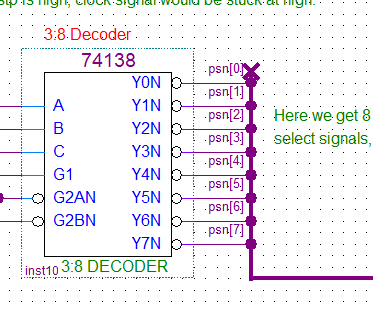 stp is high, clock signal would be stuck at high.
3:8 Decoder
74138
A
B
C
G1
G2AN
G2BN
Y0N
Y1N
Y2N
Y3N
Y4N
Y5N
Y6N
Y7N
psn[0]
psn[1]
psn[2]
psn[3]
psn[4]
psn[5]
psn[6]
psn[7]
Here we get 8
select signals,
inst10
3:8 DECODER